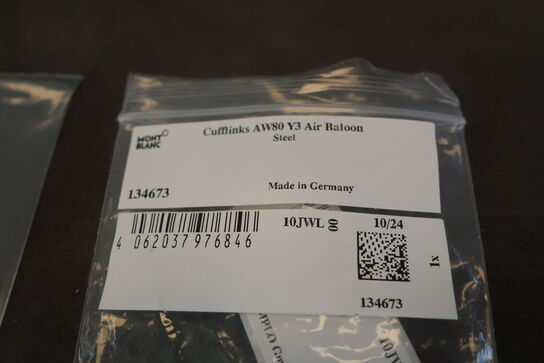 MONT
BLANC
Cufflinks AW80 Y3 Air Baloon
Steel
134673
Made in Germany
4 062037 976846
10JWL 00
10/24
1x
134673